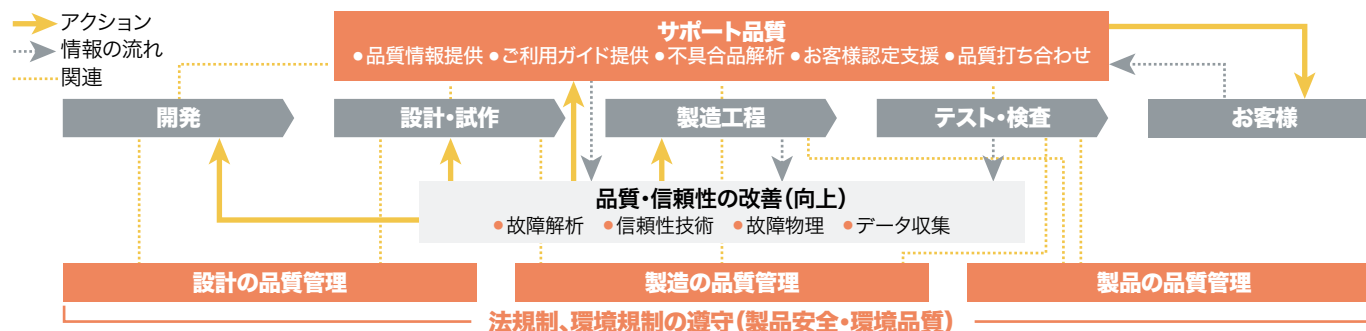 アクション
情報の流れ
関連
サポート品質
●品質情報提供 ●ご利用ガイド提供 ●不具合品解析 ●お客様認定支援 ●品質打ち合わせ
開発
設計・試作
製造工程
テスト・検査
お客様
品質・信頼性の改善(向上)
●故障解析 ●信頼性技術 ●故障物理 ●データ収集
設計の品質管理
製造の品質管理
製品の品質管理
法規制、環境規制の遵守(製品安全・環境品質)